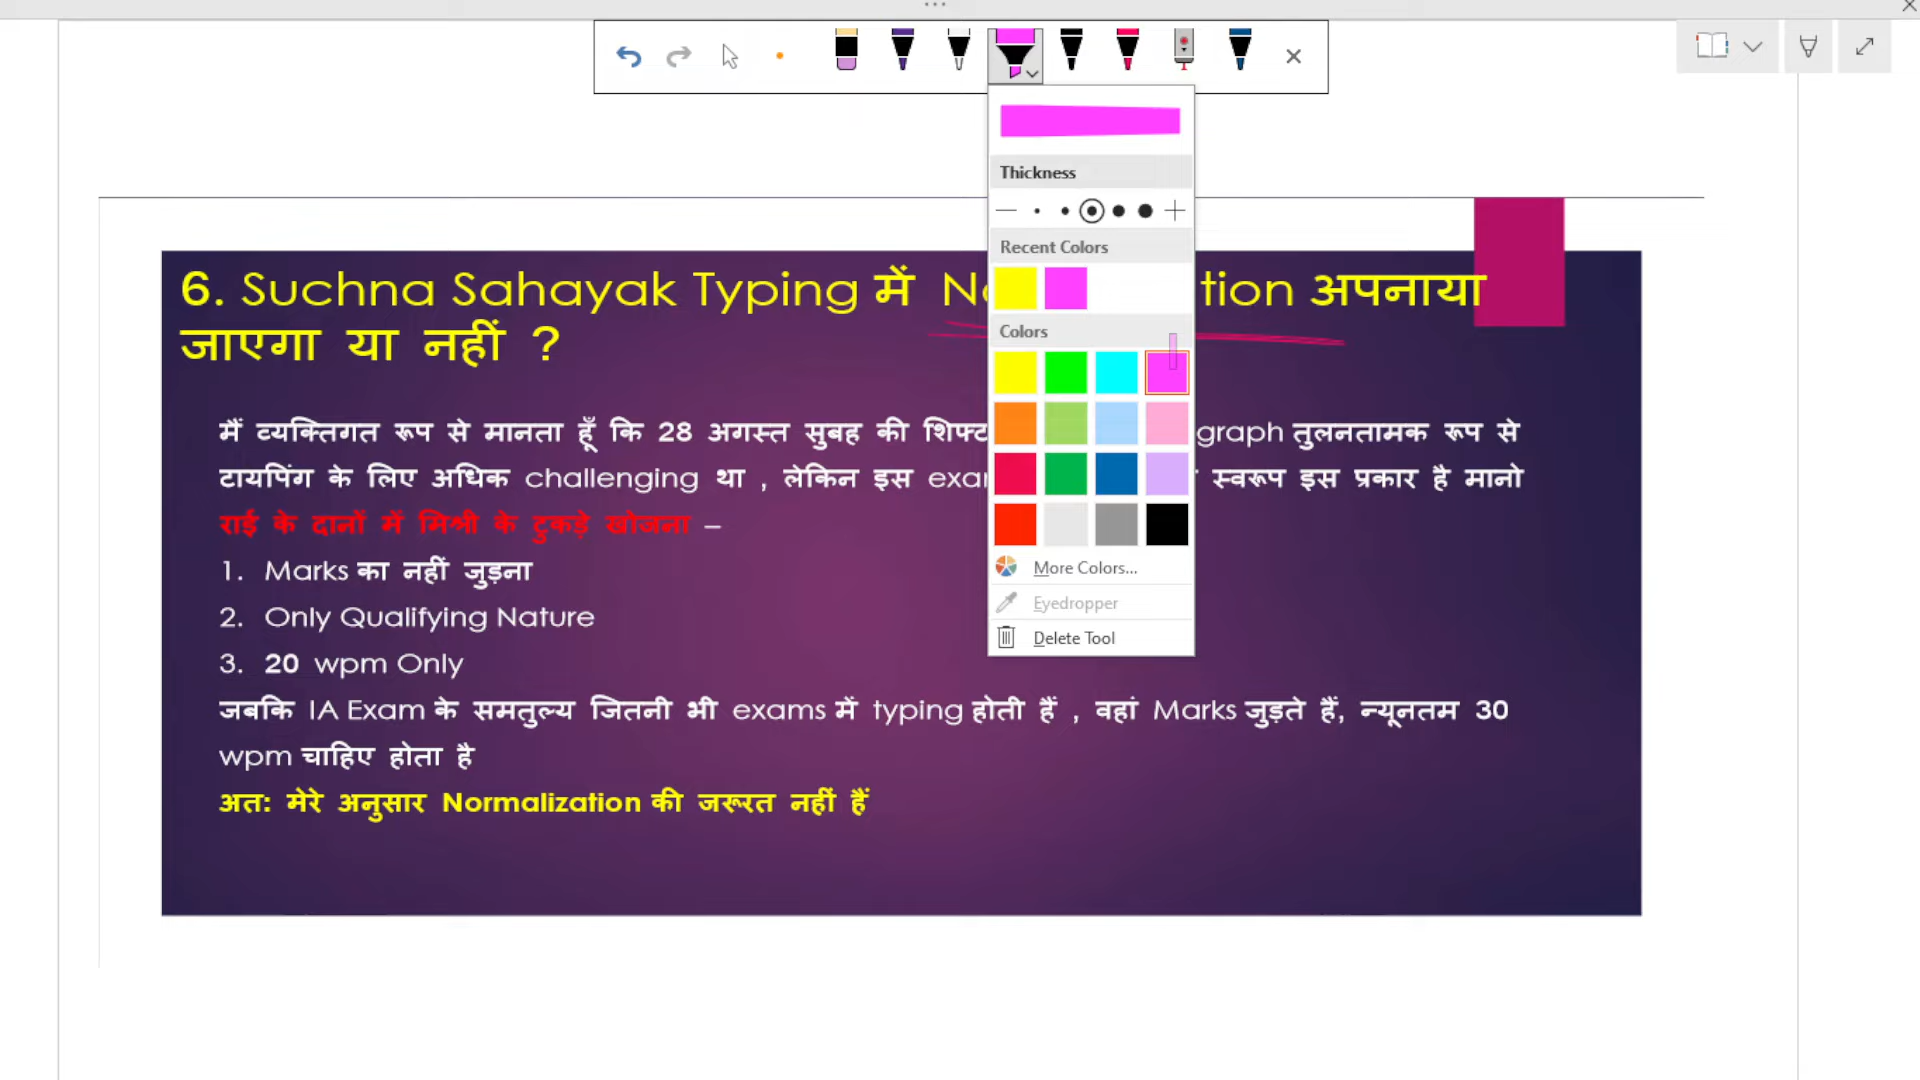 Thickness
Recent Colors
Colors
More Colors...
Eyedropper
Delete Tool
6. Suchna Sahayak Typing में tion अपनाया
जाएगा या नहीं ?
मैं व्यक्तिगत रूप से मानता हूँ कि 28 अगस्त सुबह की शिफ्ट graph तुलनतामक रूप से
टायपिंग के लिए अधिक challenging था , लेकिन इस स्वरूप इस प्रकार है मानो
राई के दानों में मिश्री के टुकड़े खोजना –
1. Marks का नहीं जुड़ना
2. Only Qualifying Nature
3. 20 wpm Only
जबकि IA Exam के समतुल्य जितनी भी exams में typing होती हैं , वहां Marks जुड़ते हैं, न्यूनतम 30
wpm चाहिए होता है
अत: मेरे अनुसार Normalization की जरूरत नहीं हैं